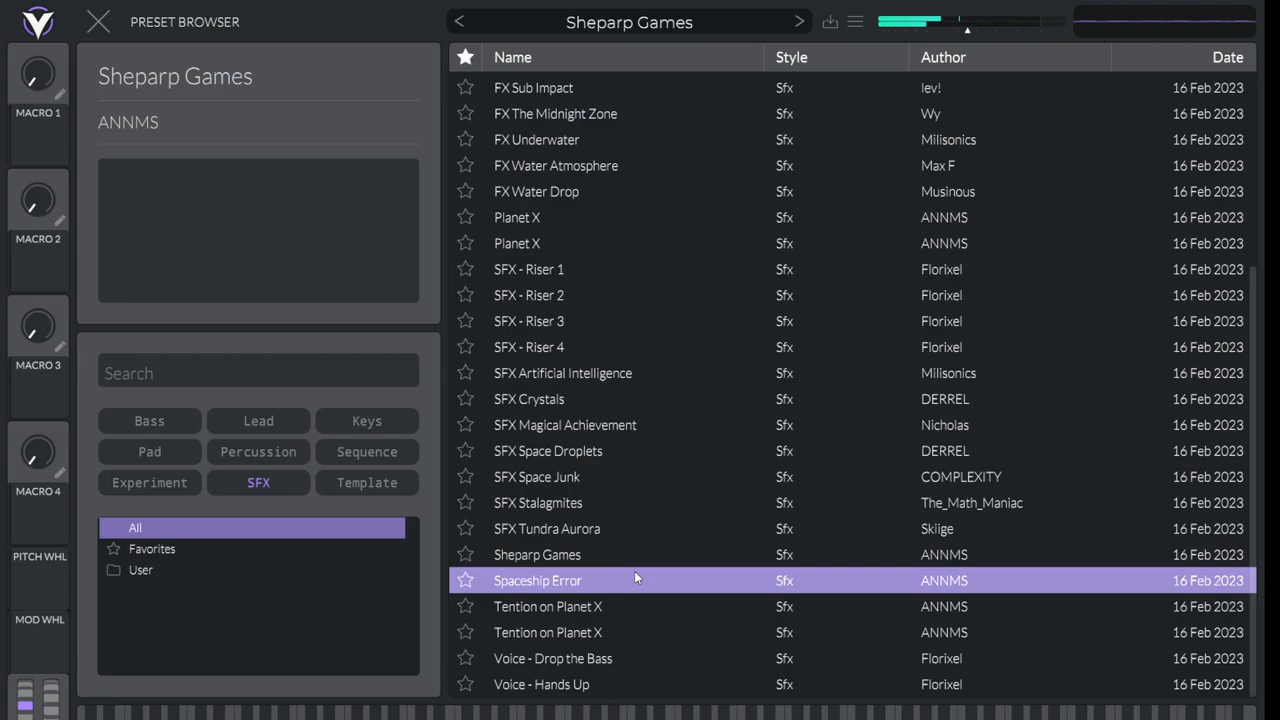 PRESET BROWSER
Sheparp Games
MACRO 1
MACRO 2
MACRO 3
MACRO 4
PITCH WHL
MOD WHL
Sheparp Games
ANNMS
Search
Bass Lead Keys
Pad Percussion Sequence
Experiment SFX Template
All
Favorites
User
Name Style Author Date
FX Sub Impact Sfx lev! 16 Feb 2023
FX The Midnight Zone Sfx Wy 16 Feb 2023
FX Underwater Sfx Milisonics 16 Feb 2023
FX Water Atmosphere Sfx Max F 16 Feb 2023
FX Water Drop Sfx Musinous 16 Feb 2023
Planet X Sfx ANNMS 16 Feb 2023
Planet X Sfx ANNMS 16 Feb 2023
SFX - Riser 1 Sfx Florixel 16 Feb 2023
SFX - Riser 2 Sfx Florixel 16 Feb 2023
SFX - Riser 3 Sfx Florixel 16 Feb 2023
SFX - Riser 4 Sfx Florixel 16 Feb 2023
SFX Artificial Intelligence Sfx Milisonics 16 Feb 2023
SFX Crystals Sfx DERREL 16 Feb 2023
SFX Magical Achievement Sfx Nicholas 16 Feb 2023
SFX Space Droplets Sfx DERREL 16 Feb 2023
SFX Space Junk Sfx COMPLEXITY 16 Feb 2023
SFX Stalagmites Sfx The_Math_Maniac 16 Feb 2023
SFX Tundra Aurora Sfx Skiige 16 Feb 2023
Sheparp Games Sfx ANNMS 16 Feb 2023
Spaceship Error Sfx ANNMS 16 Feb 2023
Tention on Planet X Sfx ANNMS 16 Feb 2023
Tention on Planet X Sfx ANNMS 16 Feb 2023
Voice - Drop the Bass Sfx Florixel 16 Feb 2023
Voice - Hands Up Sfx Florixel 16 Feb 2023